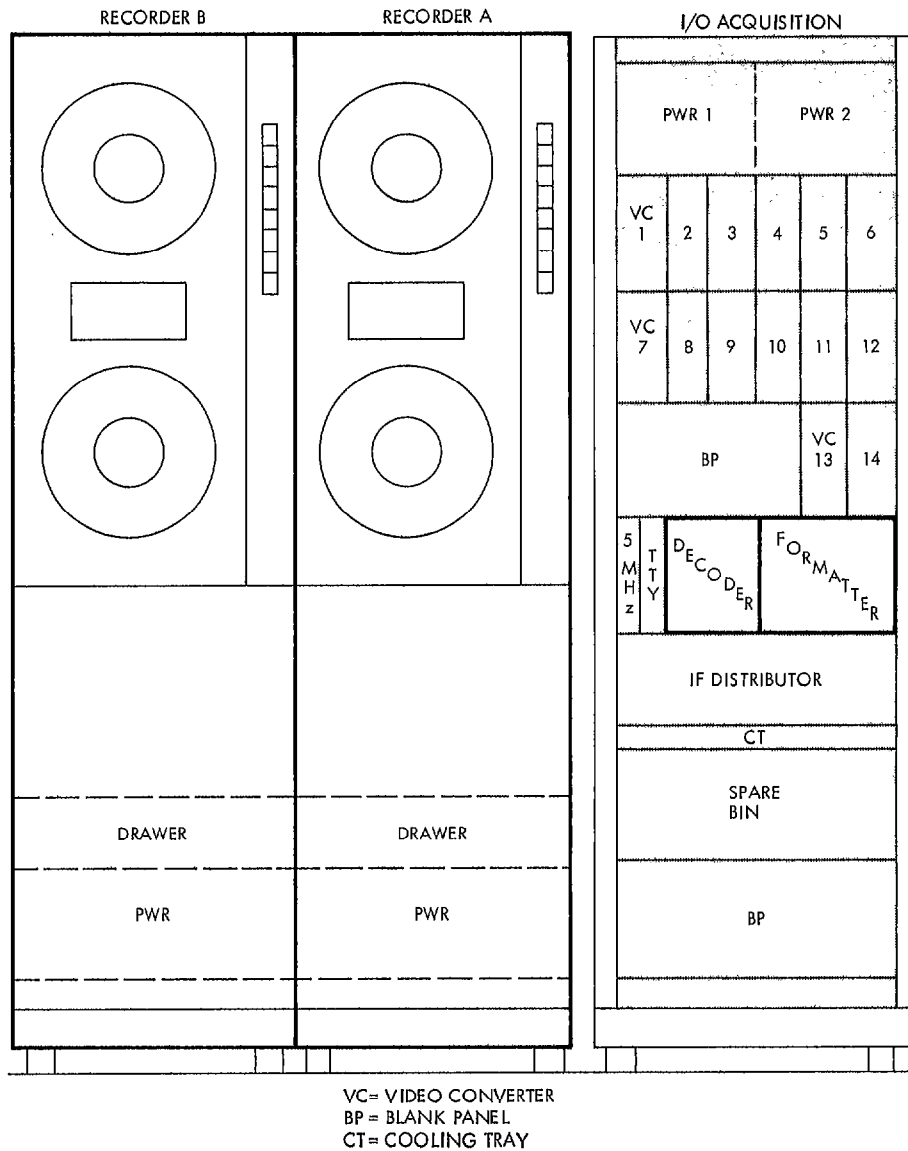 RECORDER B
RECORDER A
I/O ACQUISITION
PWR 1
PWR 2
VC
1
2
3
4
5
6
VC
7
8
9
10
11
12
BP
VC
13
14
5
MHz
TTY
DECODER
FORMATTER
IF DISTRIBUTOR
CT
SPARE
BIN
BP
DRAWER
DRAWER
PWR
PWR
VC= VIDEO CONVERTER
BP = BLANK PANEL
CT= COOLING TRAY